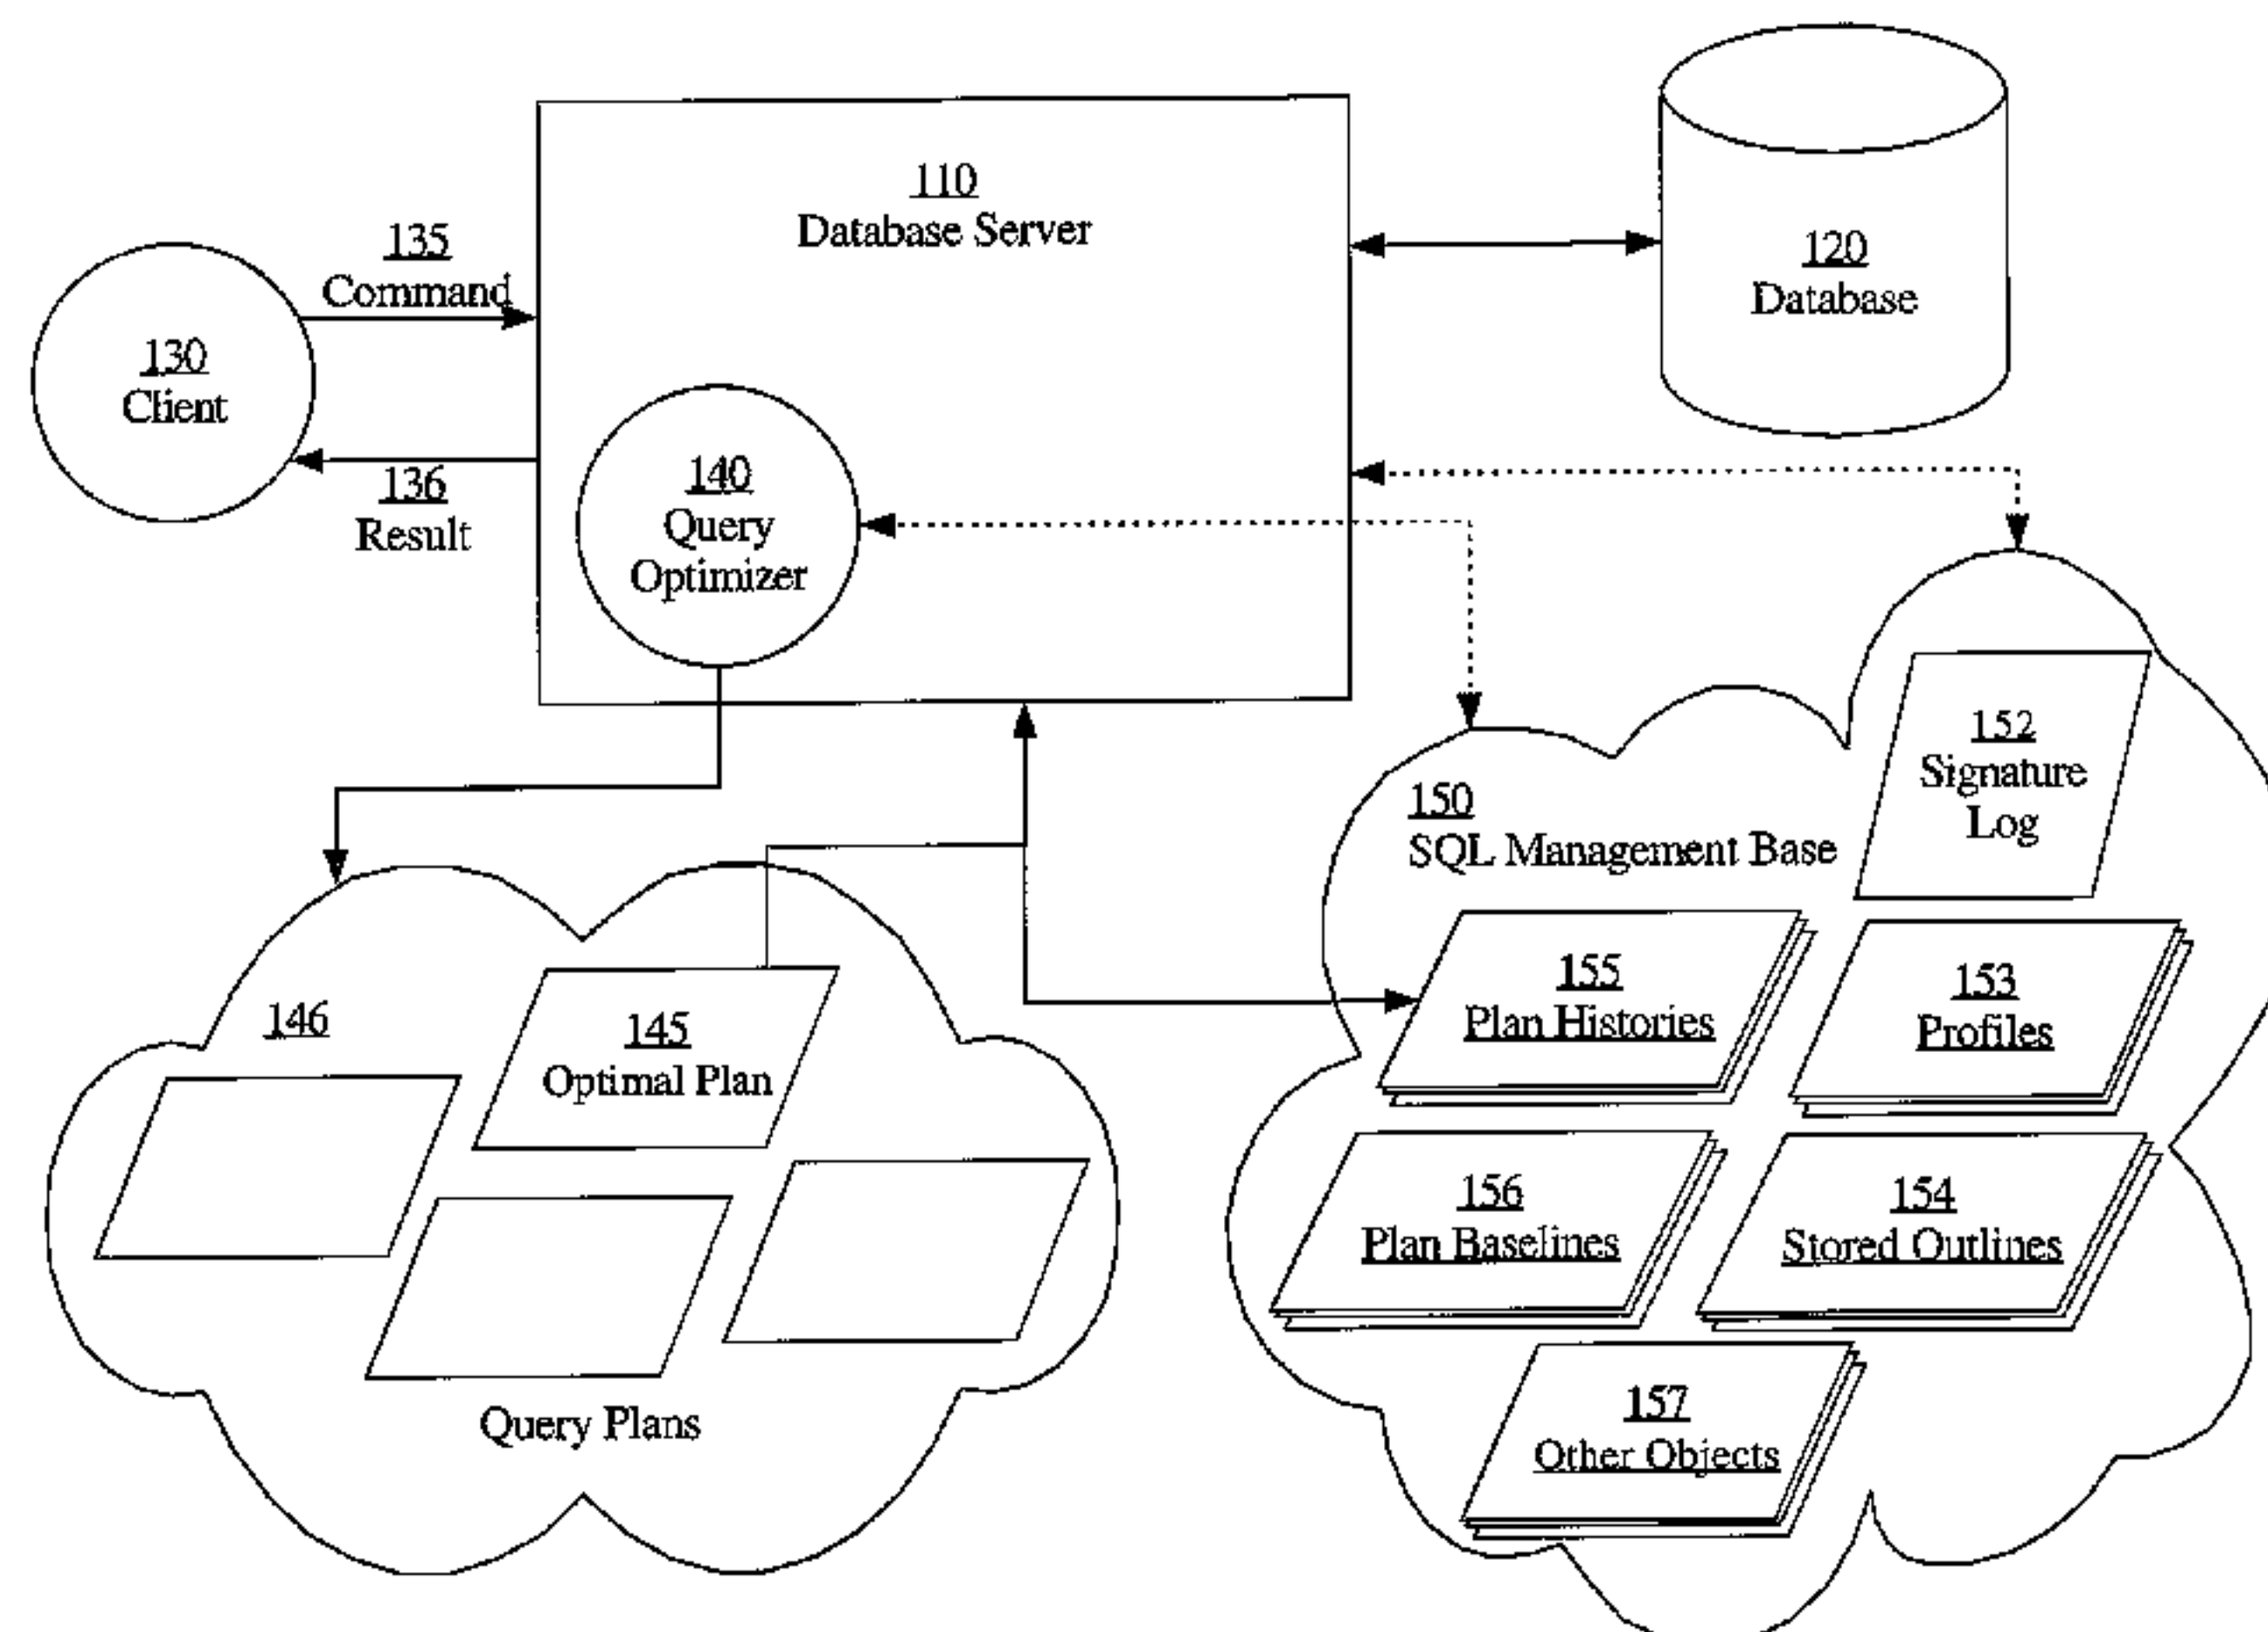 110
Database Server
120
Database
135
Command
130
Client
136
Result
140
Query
Optimizer
152
Signature
Log
150
SQL Management Base
155
Plan Histories
153
Profiles
146
145
Optimal Plan
156
Plan Baselines
154
Stored Outlines
157
Other Objects
Query Plans